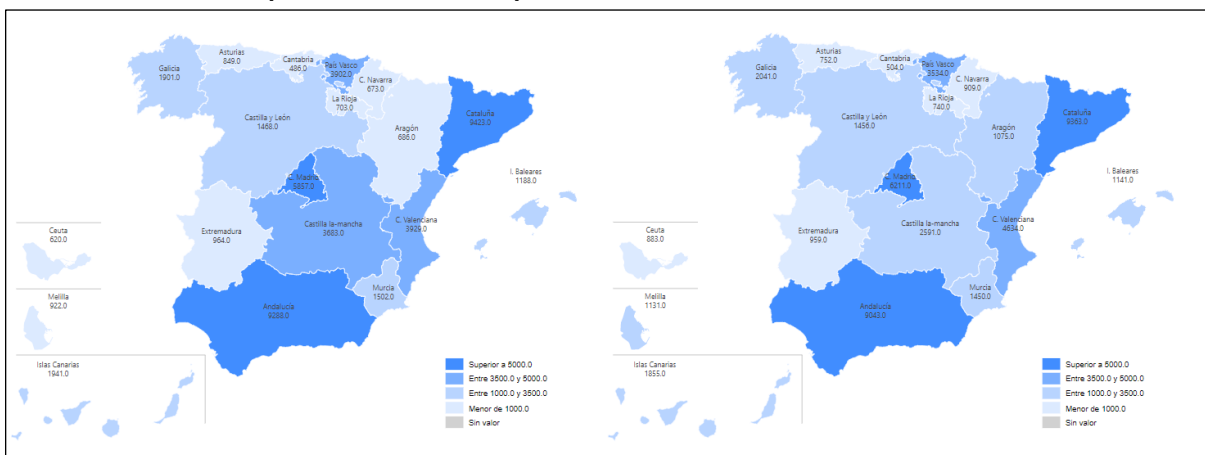 Asturias
849.0
Cantabria
486.0
País Vasco
3902.0
Galicia
1901.0
C. Navarra
673.0
La Rioja
703.0
Cataluña
9423.0
Castilla y León
1468.0
Aragón
686.0
C. Madrid
5857.0
I. Baleares
1188.0
Castilla la-mancha
3683.0
C. Valenciana
3929.0
Extremadura
964.0
Ceuta
620.0
Murcia
1502.0
Melilla
922.0
Andalucía
9288.0
Islas Canarias
1941.0
Superior a 5000.0
Entre 3500.0 y 5000.0
Entre 1000.0 y 3500.0
Menor de 1000.0
Sin valor
Asturias
752.0
Cantabria
504.0
País Vasco
3534.0
Galicia
2041.0
C. Navarra
909.0
La Rioja
740.0
Cataluña
9363.0
Castilla y León
1456.0
Aragón
1075.0
C. Madrid
6211.0
I. Baleares
1141.0
Castilla la-mancha
2591.0
C. Valenciana
4634.0
Extremadura
959.0
Ceuta
883.0
Murcia
1450.0
Melilla
1131.0
Andalucía
9043.0
Islas Canarias
1855.0
Superior a 5000.0
Entre 3500.0 y 5000.0
Entre 1000.0 y 3500.0
Menor de 1000.0
Sin valor